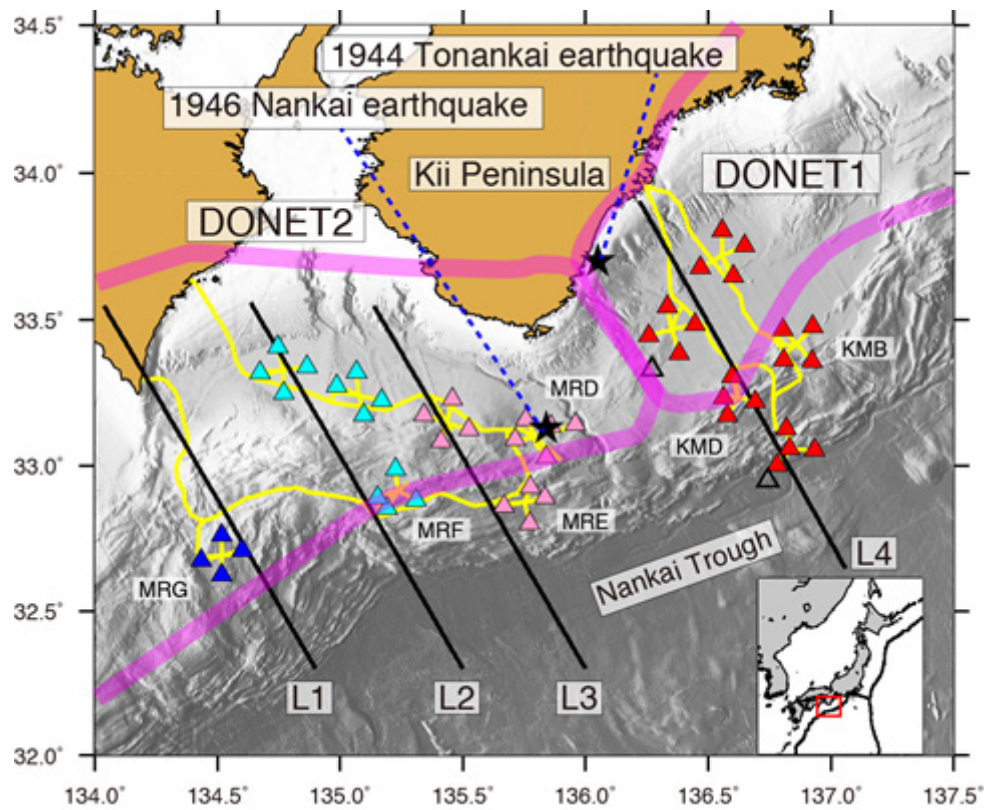 34.5°
1944 Tonankai earthquake
1946 Nankai earthquake
34.0°
Kii Peninsula
DONET1
DONET2
33.5°
KMB
MRD
KMD
33.0°
MRF
MRE
MRG
Nankai Trough
L4
32.5°
L1
L2
L3
32.0°
134.0° 134.5° 135.0° 135.5° 136.0° 136.5° 137.0° 137.5°